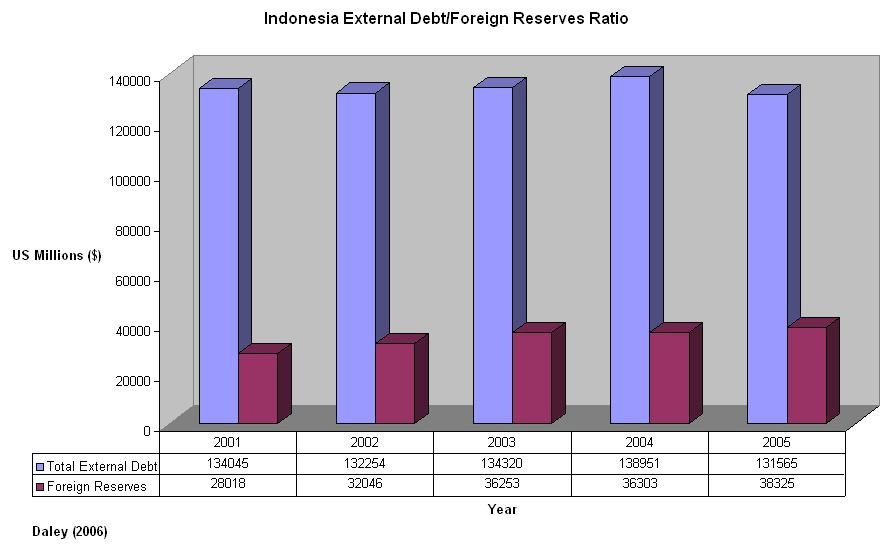 Indonesia External Debt/Foreign Reserves Ratio
140000
120000
100000
80000
US Millions ($)
60000
40000
20000
0
2001 2002 2003 2004 2005
Total External Debt 134045 132254 134320 138951 131565
Foreign Reserves 28018 32046 36253 36303 38325
Year
Daley (2006)